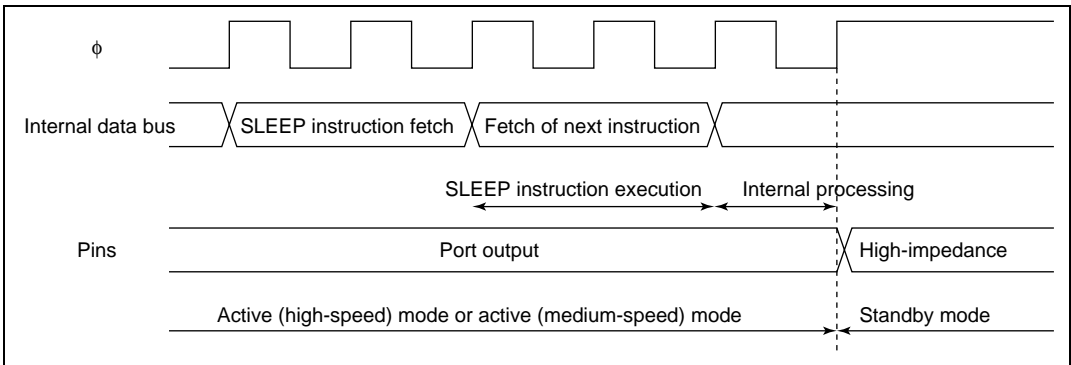 ϕ
Internal data bus
SLEEP instruction fetch
Fetch of next instruction
SLEEP instruction execution
Internal processing
Pins
Port output
High-impedance
Active (high-speed) mode or active (medium-speed) mode
Standby mode